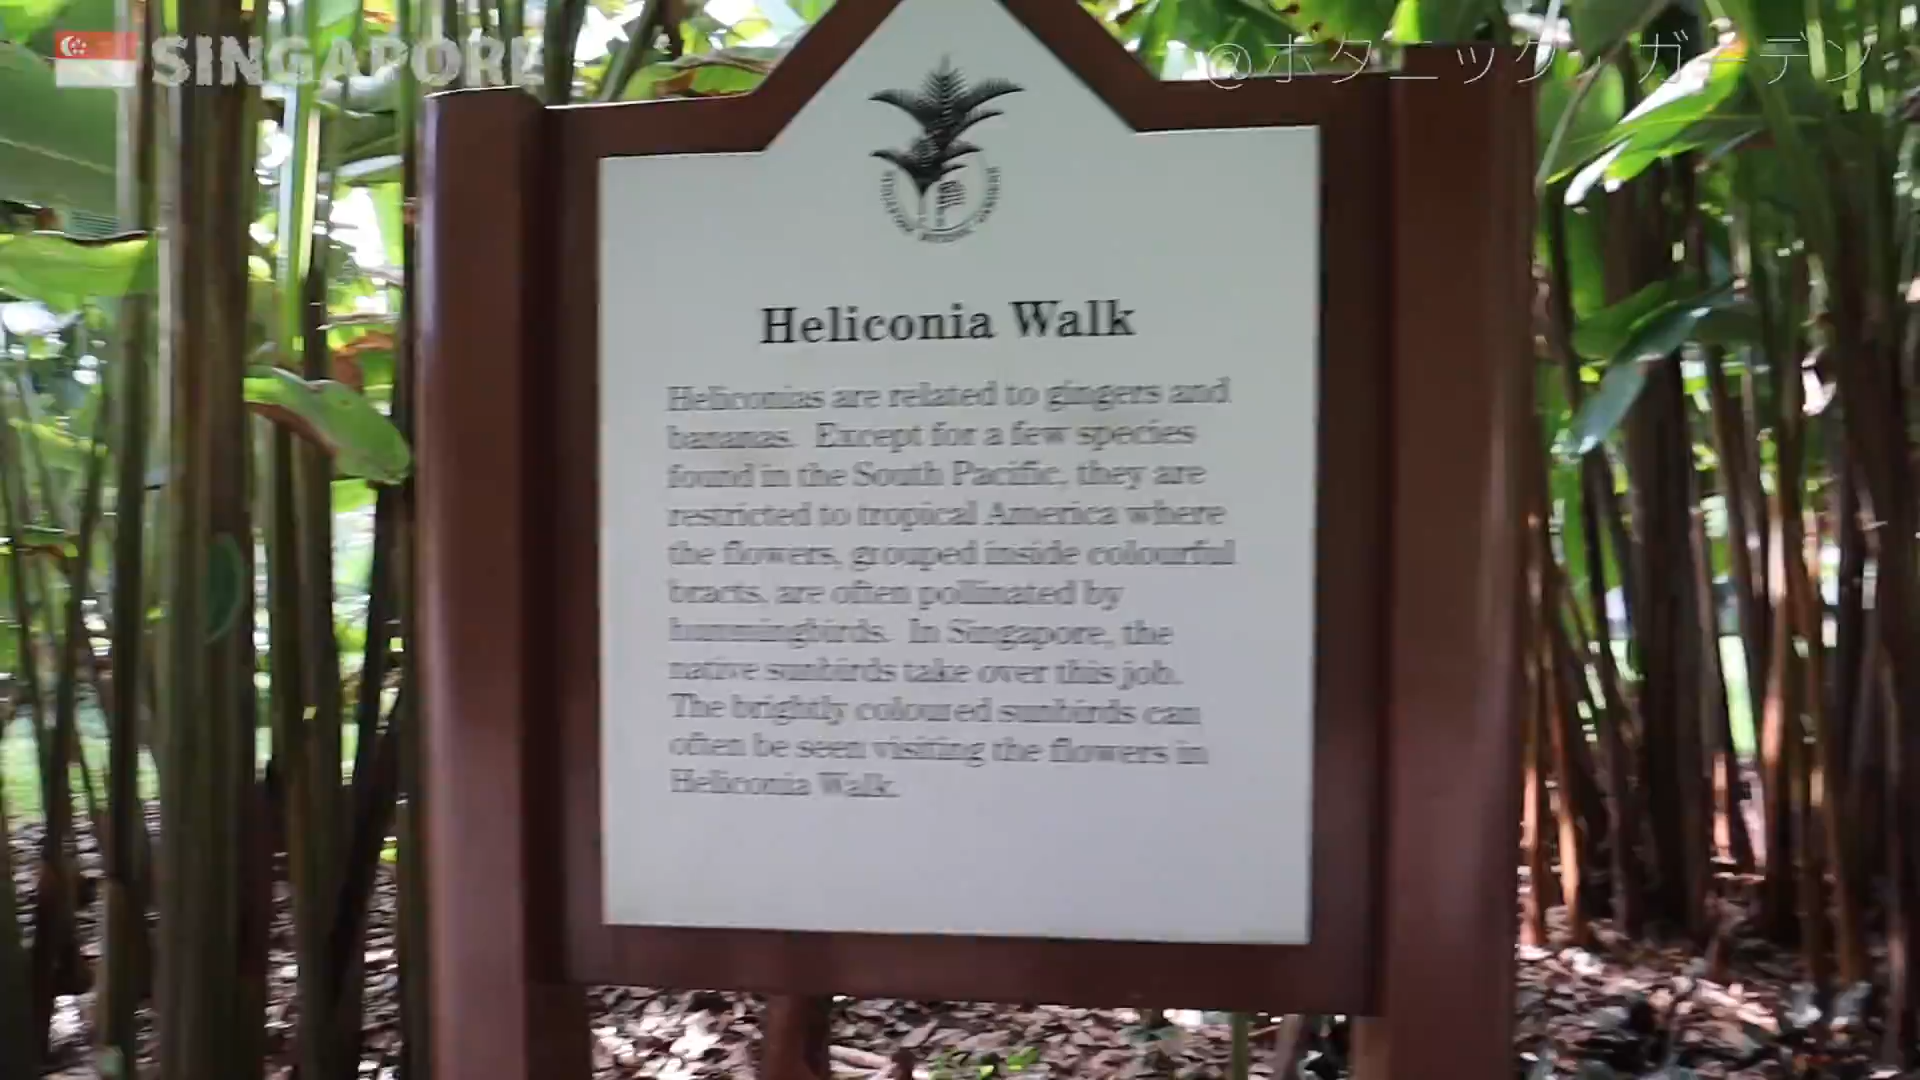 SINGAPORE
@ボタニック・ガーデン
Heliconia Walk
Heliconias are related to gingers and
bananas. Except for a few species
found in the South Pacific, they are
restricted to tropical America where
the flowers, grouped inside colourful
bracts, are often pollinated by
hummingbirds. In Singapore, the
native sunbirds take over this job.
The brightly coloured sunbirds can
often be seen visiting the flowers in
Heliconia Walk.